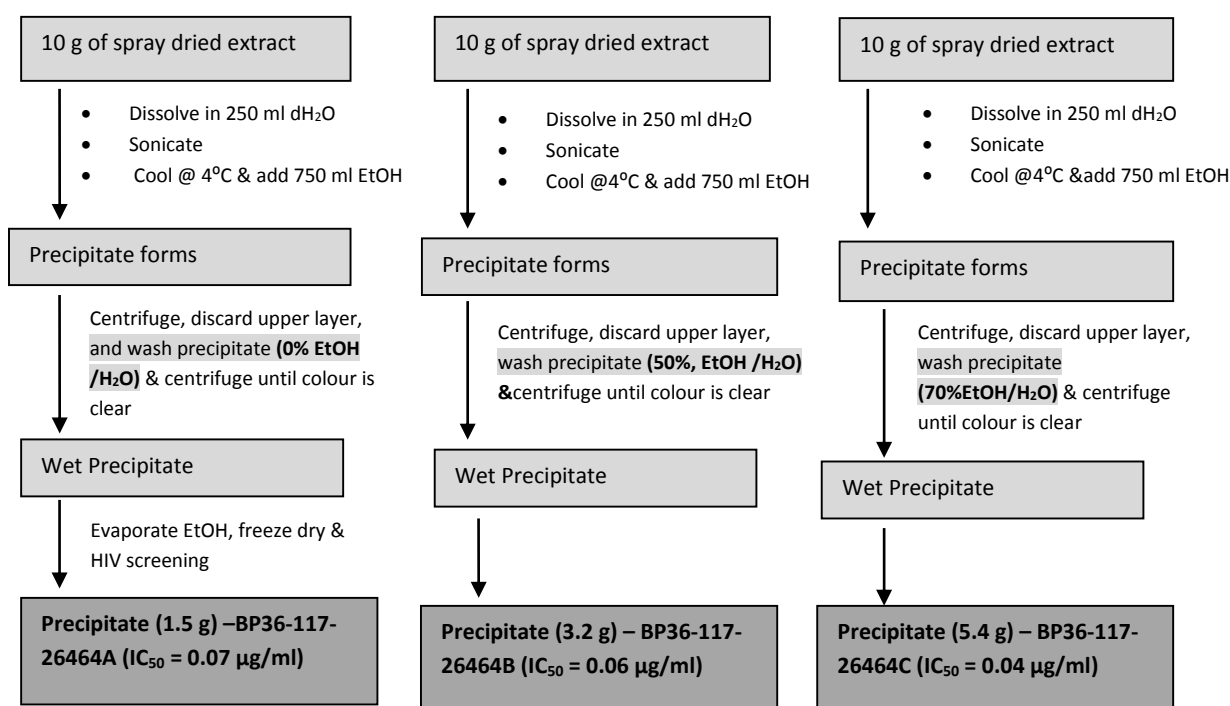 10 g of spray dried extract
• Dissolve in 250 ml dH₂O
• Sonicate
• Cool @ 4⁰C & add 750 ml EtOH
Precipitate forms
Centrifuge, discard upper layer,
and wash precipitate (0% EtOH
/H₂O) & centrifuge until colour is
clear
Wet Precipitate
Evaporate EtOH, freeze dry &
HIV screening
Precipitate (1.5 g) –BP36-117-
26464A (IC₅₀ = 0.07 µg/ml)
10 g of spray dried extract
• Dissolve in 250 ml dH₂O
• Sonicate
• Cool @4⁰C & add 750 ml EtOH
Precipitate forms
Centrifuge, discard upper layer,
wash precipitate (50%, EtOH /H₂O)
&centrifuge until colour is clear
Wet Precipitate
Precipitate (3.2 g) – BP36-117-
26464B (IC₅₀ = 0.06 µg/ml)
10 g of spray dried extract
• Dissolve in 250 ml dH₂O
• Sonicate
• Cool @4⁰C &add 750 ml EtOH
Precipitate forms
Centrifuge, discard upper layer,
wash precipitate
(70%EtOH/H₂O) & centrifuge
until colour is clear
Wet Precipitate
Precipitate (5.4 g) – BP36-117-
26464C (IC₅₀ = 0.04 µg/ml)